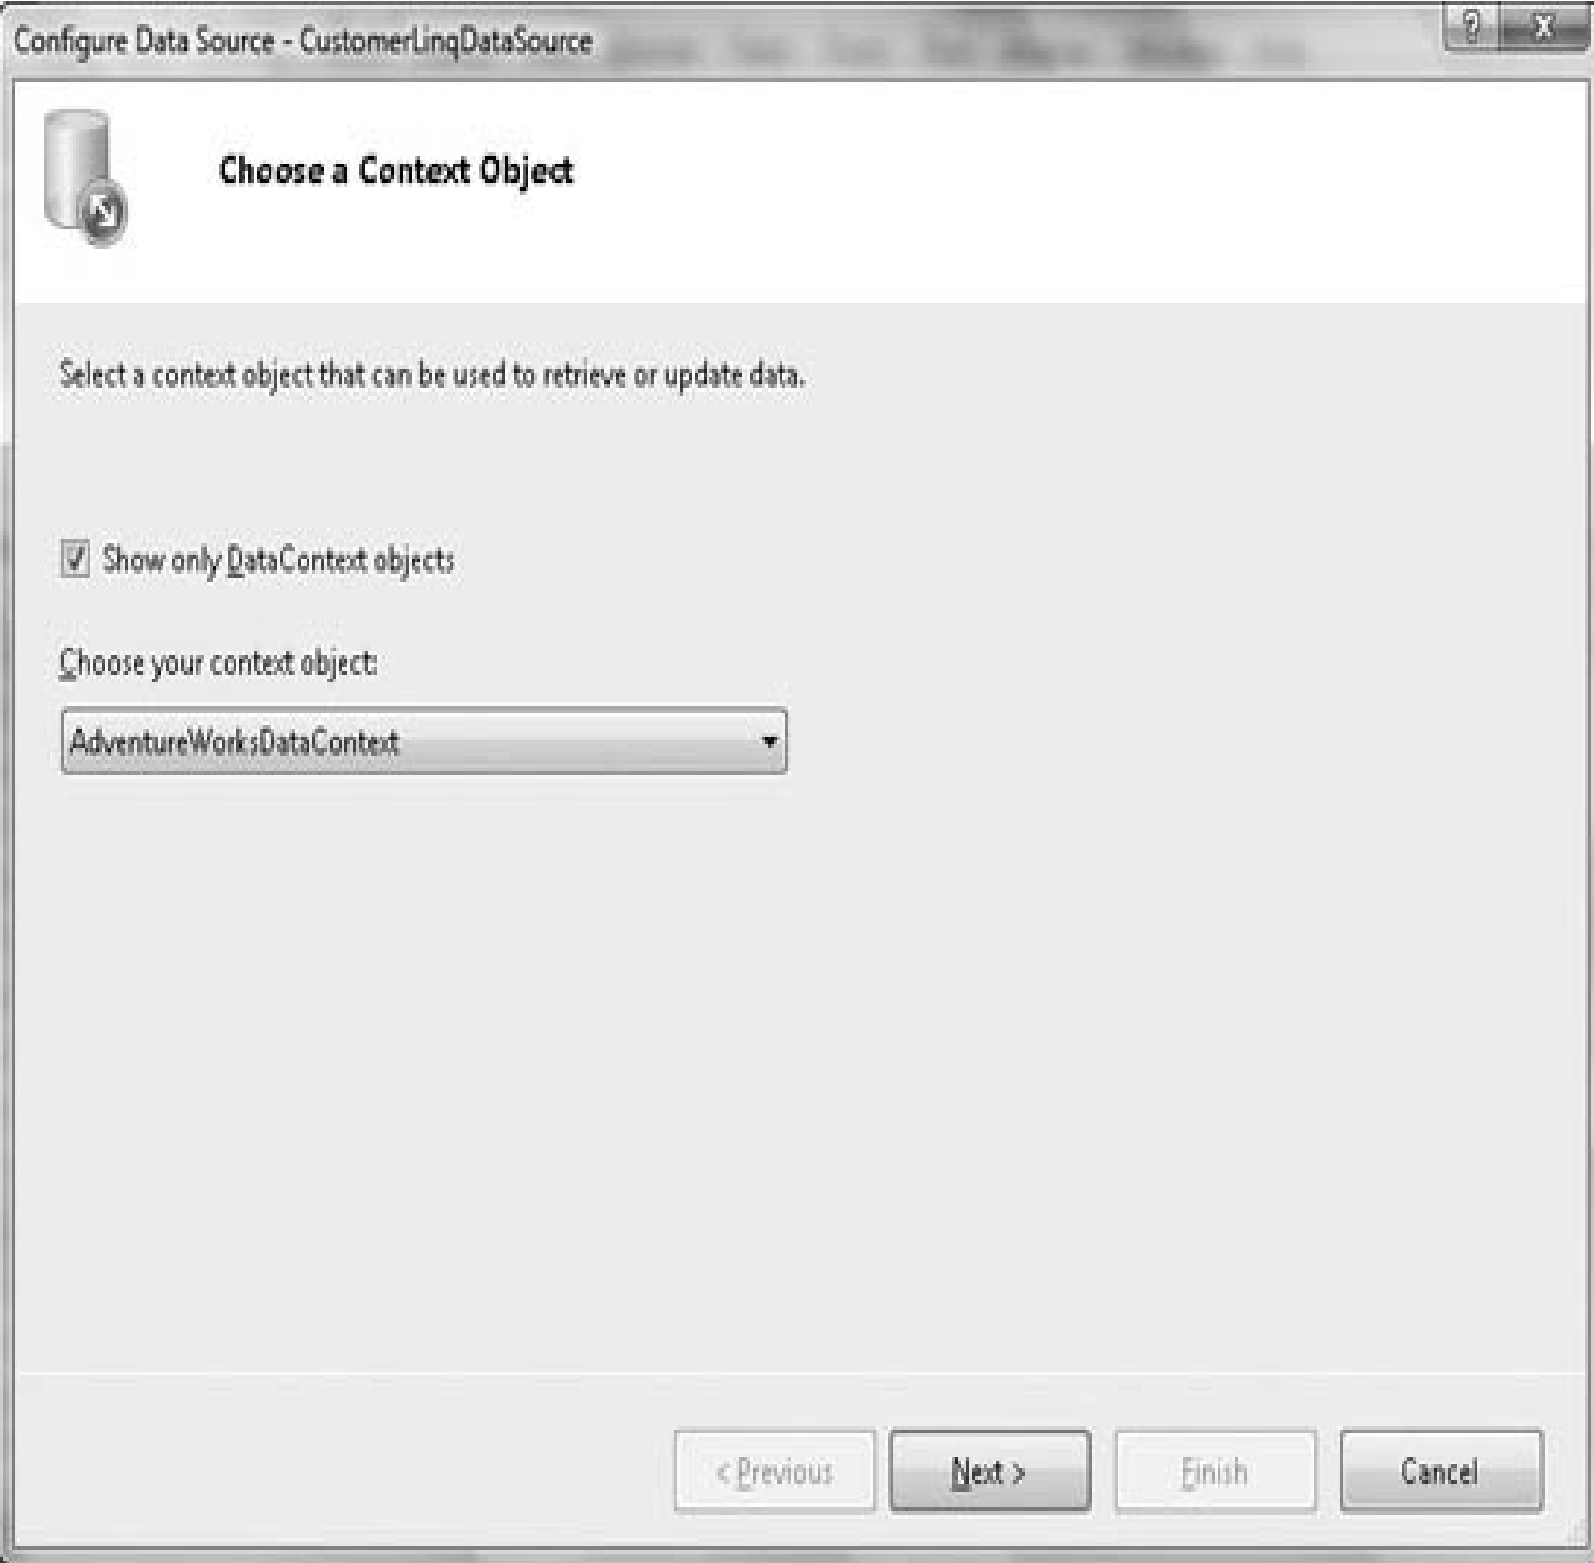 Configure Data Source - CustomerLinqDataSource
? X
Choose a Context Object
Select a context object that can be used to retrieve or update data.
Show only DataContext objects
Choose your context object:
AdventureWorksDataContext
< Previous
Next >
Finish
Cancel